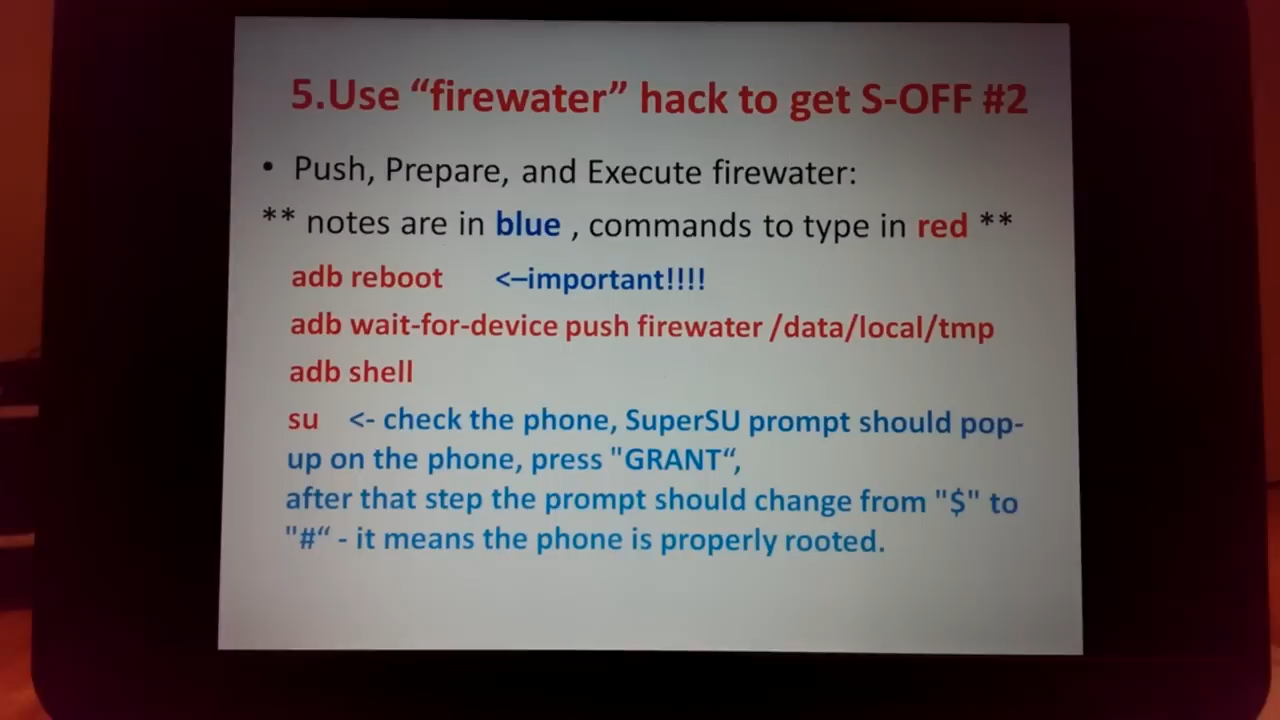 5.Use “firewater” hack to get S-OFF #2
• Push, Prepare, and Execute firewater:
** notes are in blue , commands to type in red **
adb reboot <–important!!!!
adb wait-for-device push firewater /data/local/tmp
adb shell
su <- check the phone, SuperSU prompt should pop-
up on the phone, press "GRANT“,
after that step the prompt should change from "$" to
"#“ - it means the phone is properly rooted.